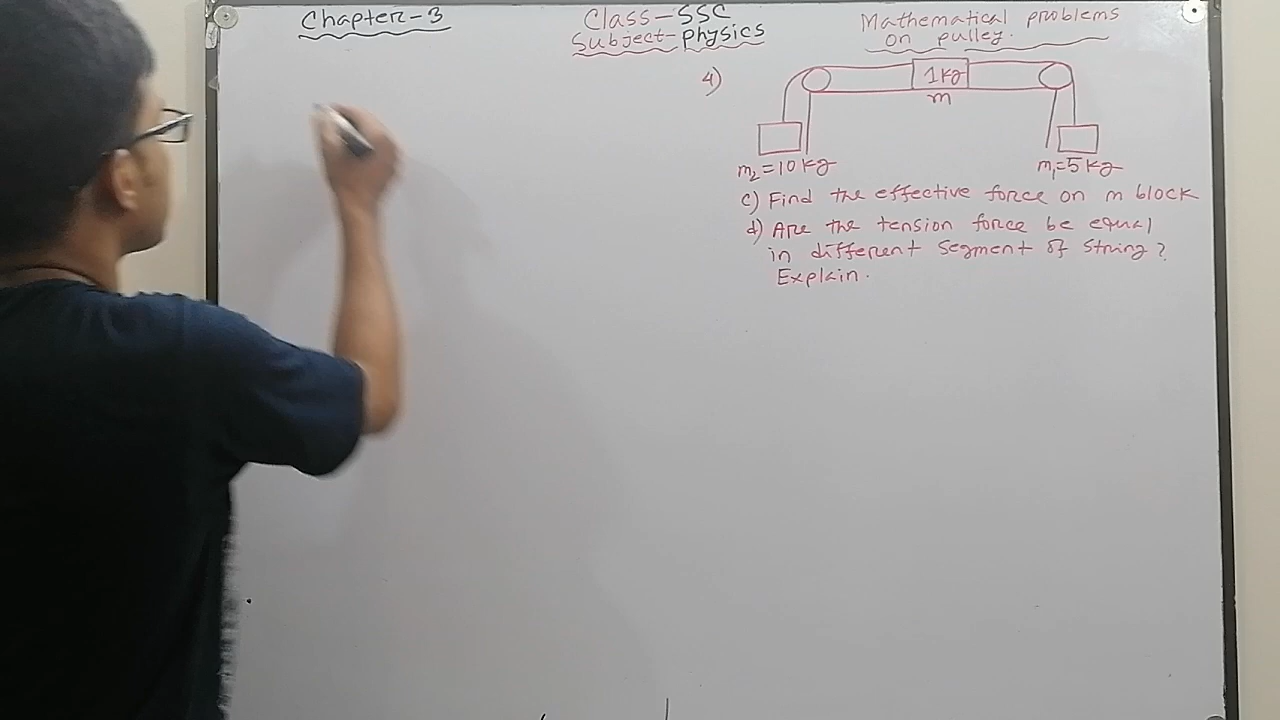 Chapter-3
Class-SSC
Subject-physics
Mathematical problems
on pulley.
4)
1kg
m
m₂=10kg
m₁=5kg
c) Find the effective force on m block
d) Are the tension force be equal
in different segment of string?
Explain.